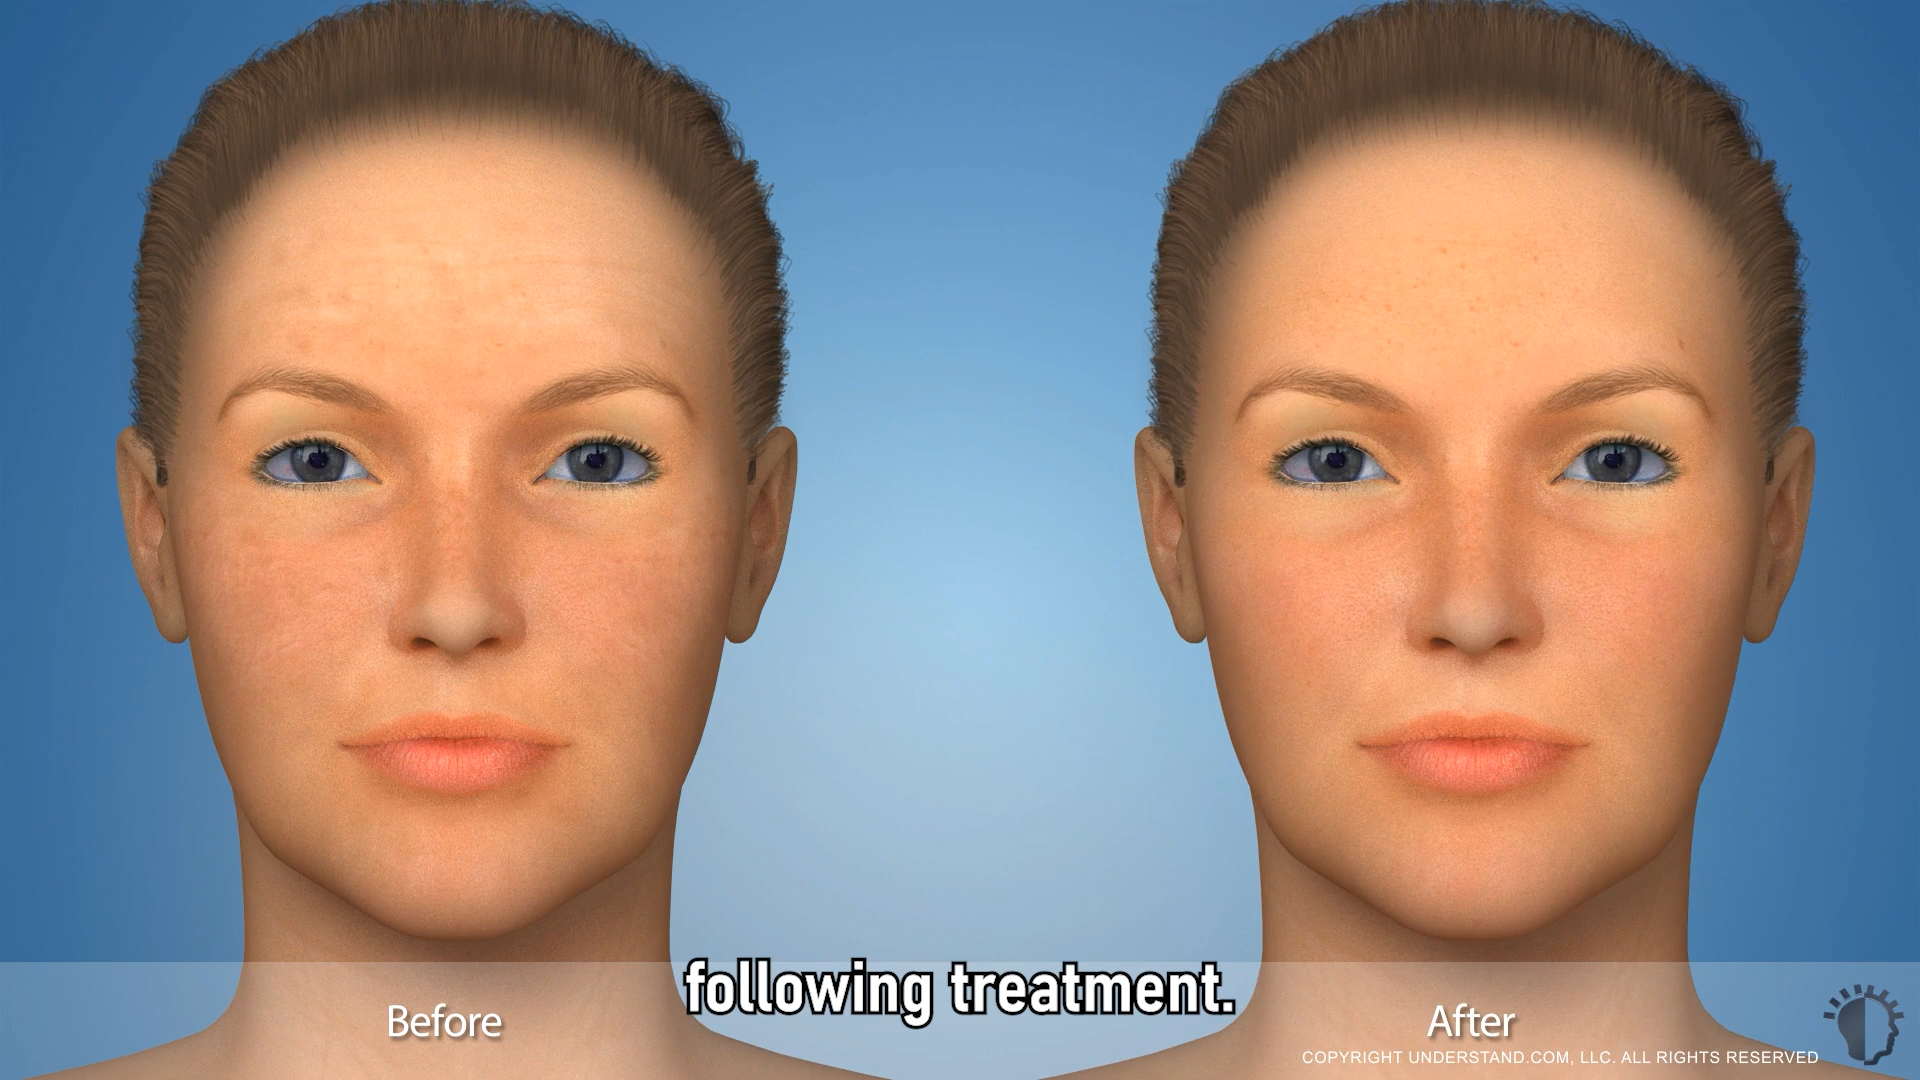 following treatment.
Before
After
COPYRIGHT UNDERSTAND.COM, LLC. ALL RIGHTS RESERVED